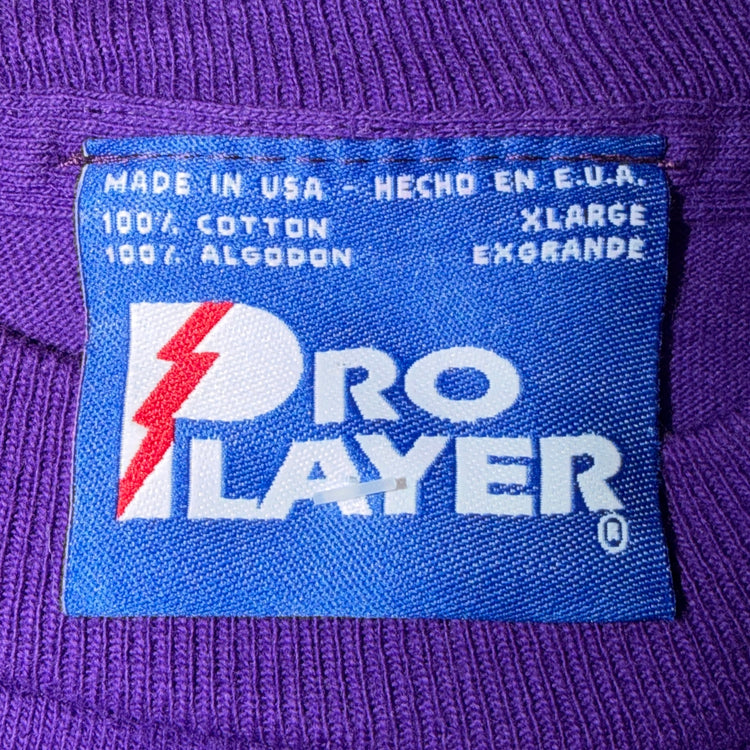 MADE IN USA - HECHO EN E.U.A.
100% COTTON XLARGE
100% ALGODON EXGRANDE
PRO
PLAYER
®